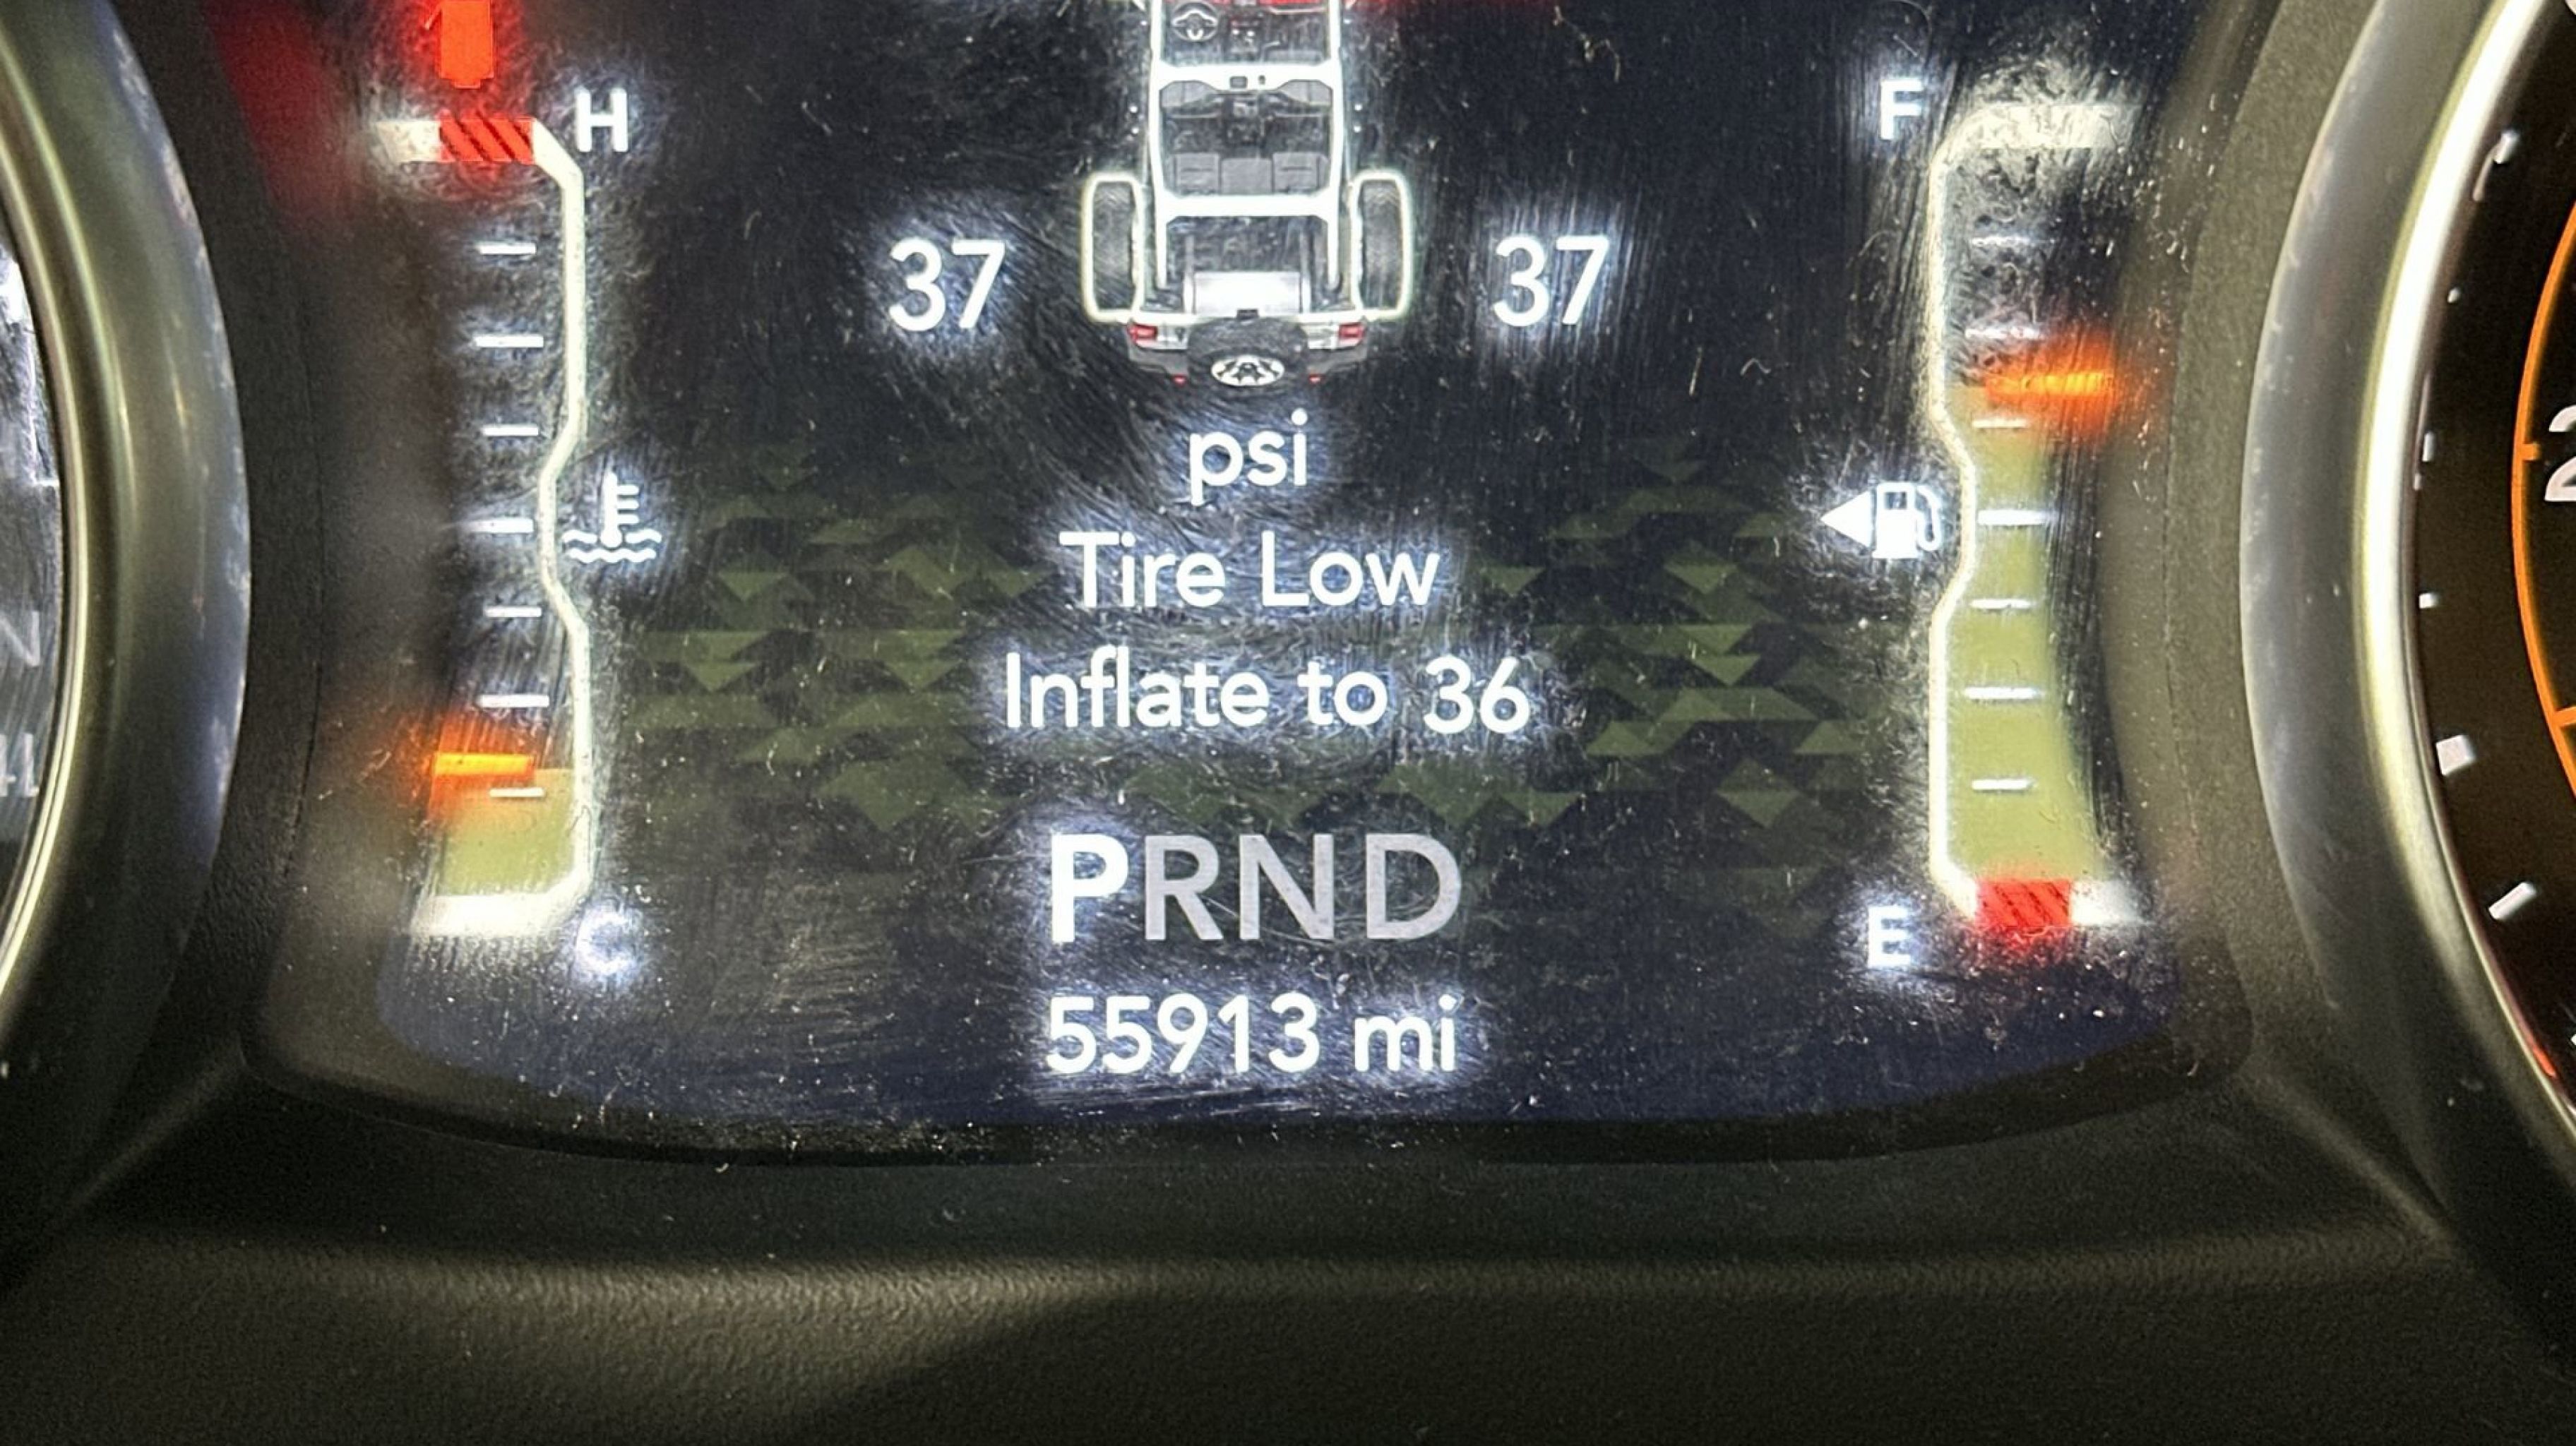 H
F
37 37
psi
Tire Low
Inflate to 36
PRND
C
E
55913 mi